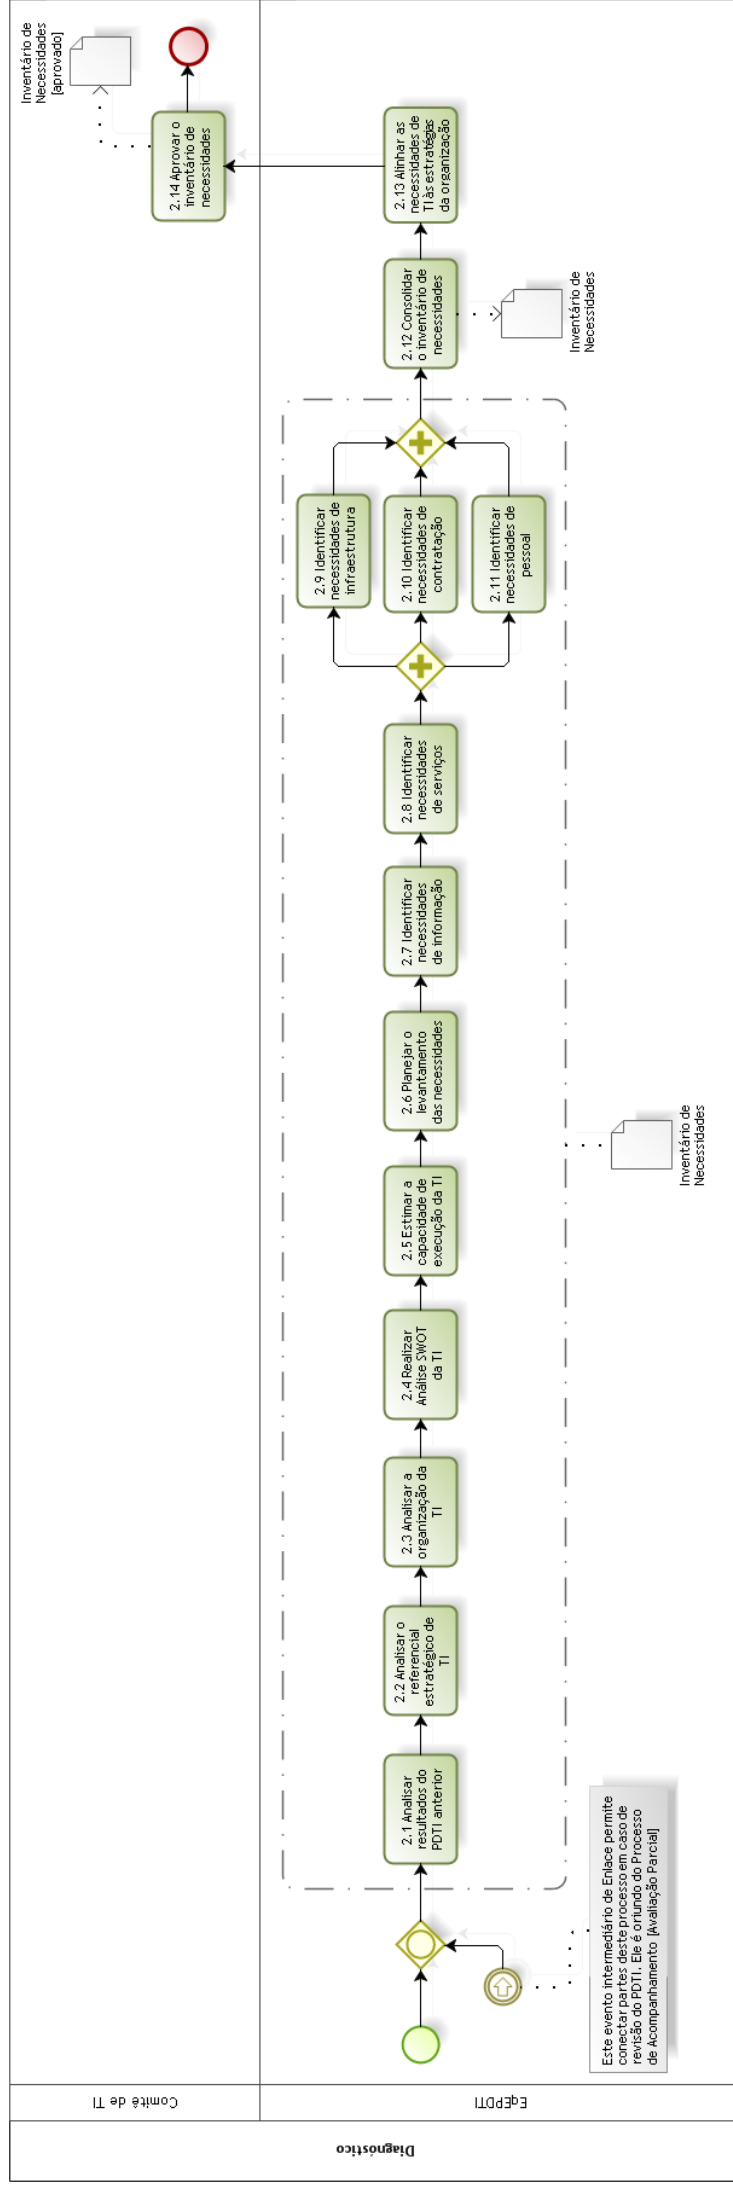 Diagnóstico
Comitê de TI
EqEPDTI
Este evento intermediário de Enlace permite
conectar partes deste processo em caso de
revisão do PDTI. Ele é oriundo do Processo
de Acompanhamento [Avaliação Parcial]
2.1 Analisar
resultados do
PDTI anterior
2.2 Analisar o
referencial
estratégico de
TI
2.3 Analisar a
organização da
TI
2.4 Realizar
Análise SWOT
da TI
2.5 Estimar a
capacidade de
execução da TI
2.6 Planejar o
levantamento
das necessidades
2.7 Identificar
necessidades
de informação
2.8 Identificar
necessidades
de serviços
2.9 Identificar
necessidades de
infraestrutura
2.10 Identificar
necessidades de
contratação
2.11 Identificar
necessidades de
pessoal
Inventário de
Necessidades
2.12 Consolidar
o inventário de
necessidades
Inventário de
Necessidades
2.13 Alinhar as
necessidades de
TI às estratégias
da organização
2.14 Aprovar o
inventário de
necessidades
Inventário de
Necessidades
[aprovado]